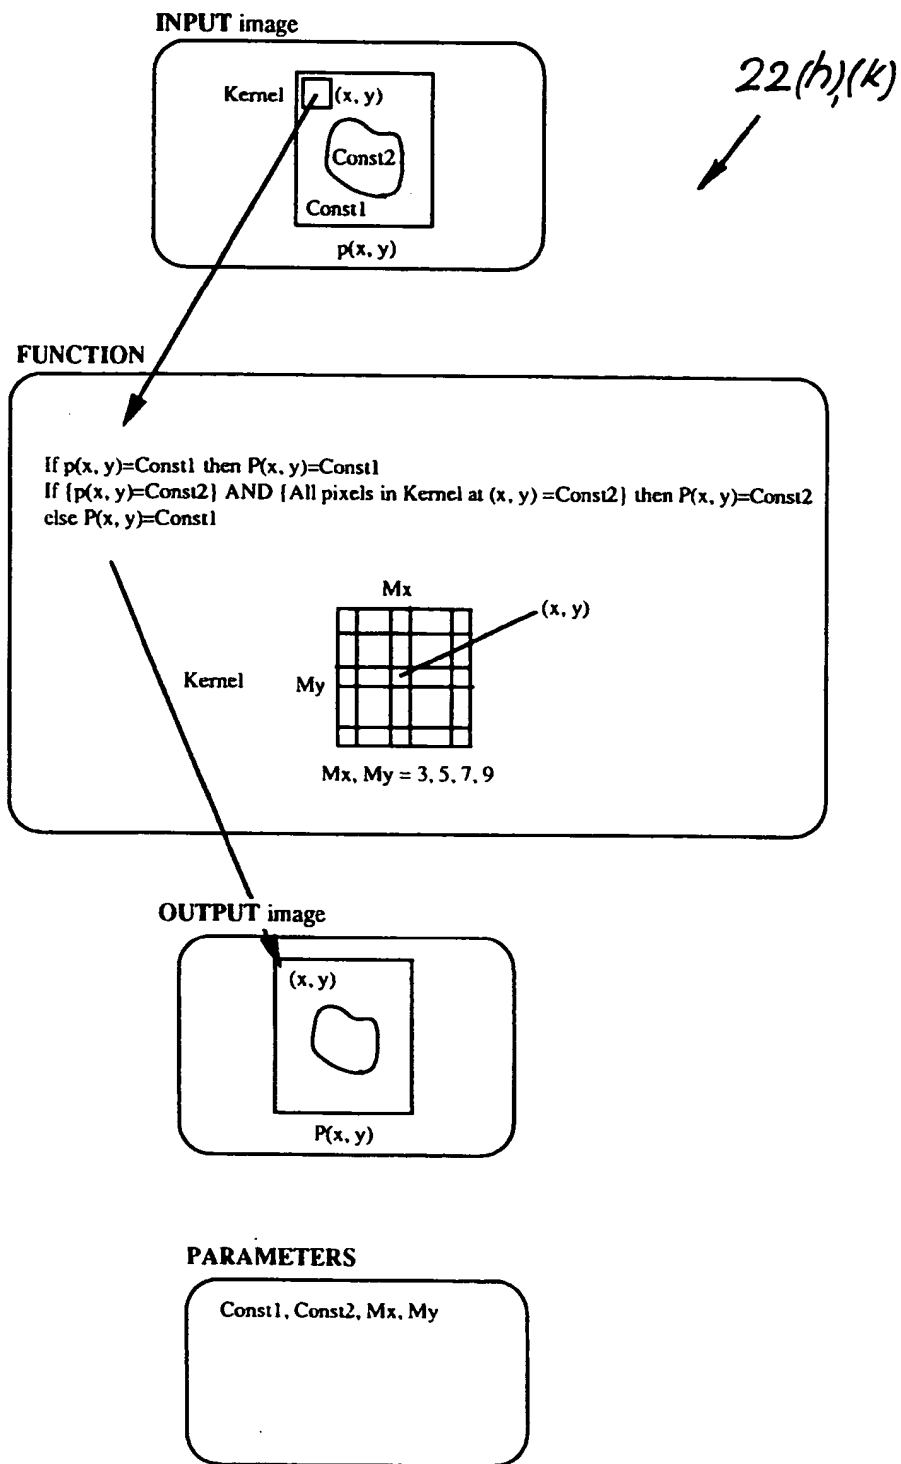 INPUT image
22(h),(k)
Kernel
(x, y)
Const2
Const1
p(x, y)
FUNCTION
If p(x, y)=Const1 then P(x, y)=Const1
If {p(x, y)=Const2} AND {All pixels in Kernel at (x, y) =Const2} then P(x, y)=Const2
else P(x, y)=Const1
Mx
(x, y)
Kernel
My
Mx, My = 3, 5, 7, 9
OUTPUT image
(x, y)
P(x, y)
PARAMETERS
Const1, Const2, Mx, My